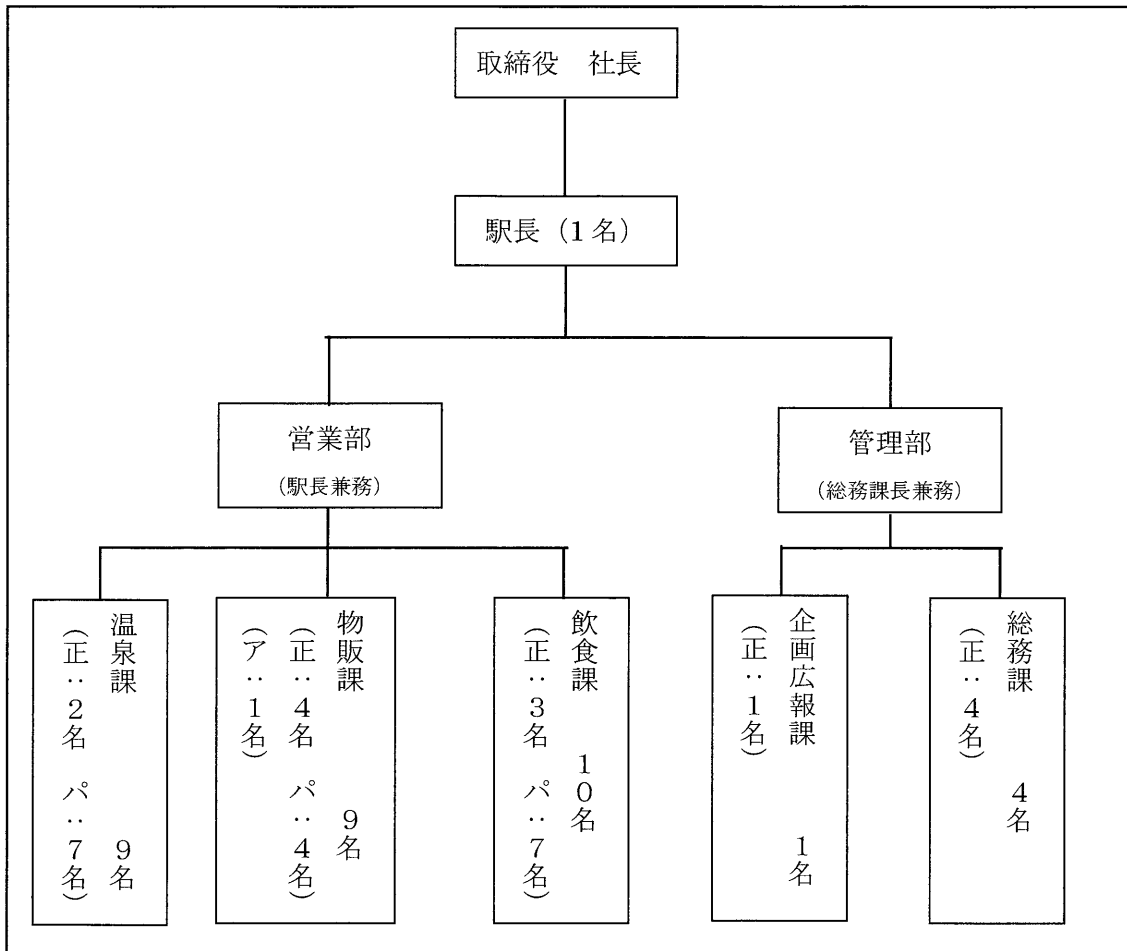 取締役　社長
駅長（１名）
営業部
（駅長兼務）
管理部
（総務課長兼務）
温泉課　　　９名
（正：２名　パ：７名）
物販課　　　９名
（正：４名　パ：４名）
（ア：１名）
飲食課　　１０名
（正：３名　パ：７名）
企画広報課　　　１名
（正：１名）
総務課　　　４名
（正：４名）